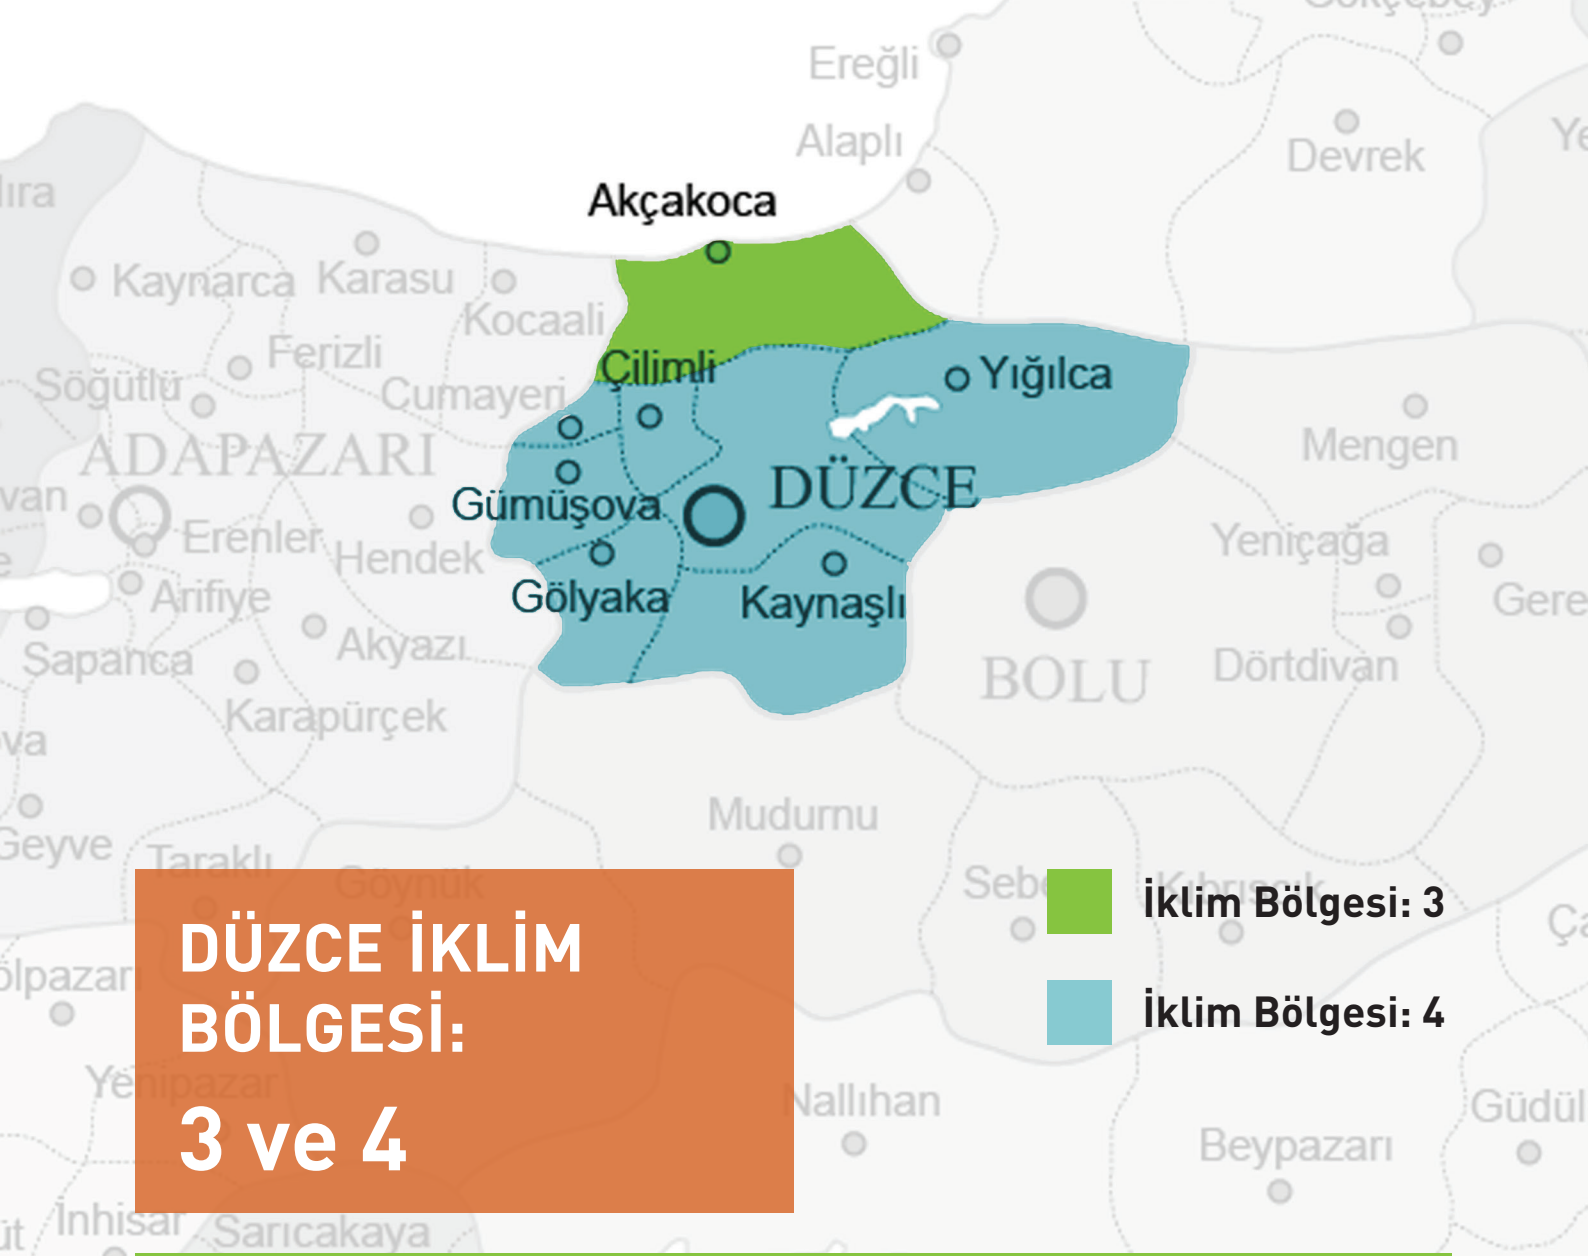 Ereğli
Alaplı
Devrek
Akçakoca
Kaynarca
Karasu
Kocaali
Ferizli
Çilimli
Yığılca
Söğütlü
Cumayeri
ADAPAZARI
Mengen
DÜZCE
Gümüşova
Erenler
Hendek
Yeniçağa
Arifiye
Gölyaka
Kaynaşlı
Akyazı
Sapanca
BOLU
Dörtdivan
Karapürçek
Mudurnu
Geyve
Taraklı
Göynük
Kıbrıscık
İklim Bölgesi: 3
DÜZCE İKLİM
BÖLGESİ:
3 ve 4
İklim Bölgesi: 4
Yenipazar
Nallıhan
Beypazarı
İnhisar
Sarıcakaya